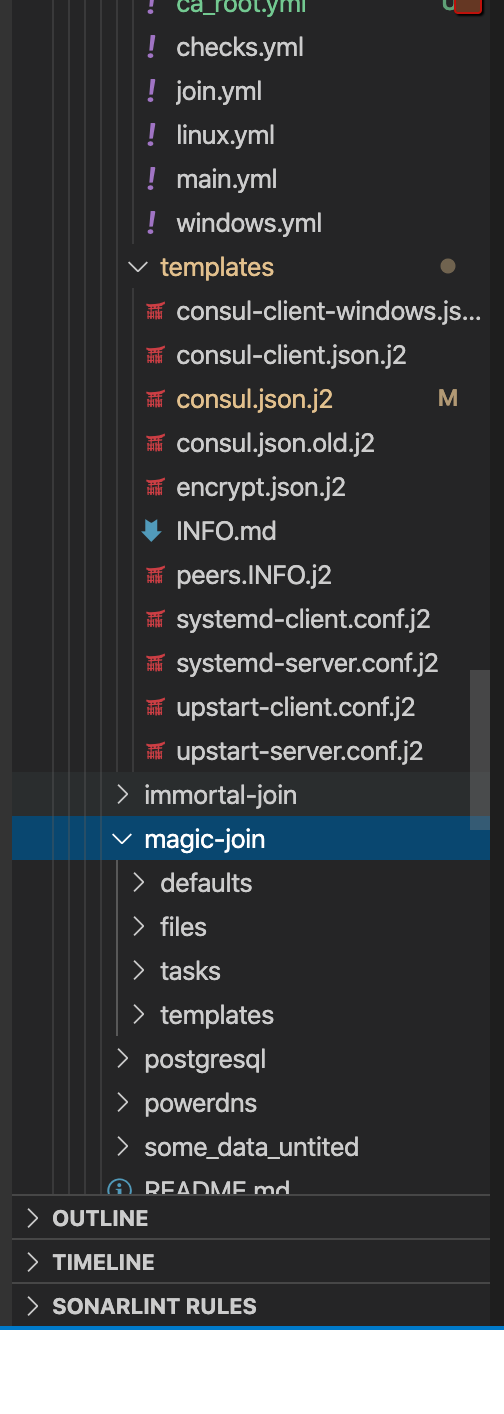 ca_root.yml
checks.yml
join.yml
linux.yml
main.yml
windows.yml
templates
consul-client-windows.js...
consul-client.json.j2
consul.json.j2 M
consul.json.old.j2
encrypt.json.j2
INFO.md
peers.INFO.j2
systemd-client.conf.j2
systemd-server.conf.j2
upstart-client.conf.j2
upstart-server.conf.j2
immortal-join
magic-join
defaults
files
tasks
templates
postgresql
powerdns
some_data_untited
README.md
OUTLINE
TIMELINE
SONARLINT RULES